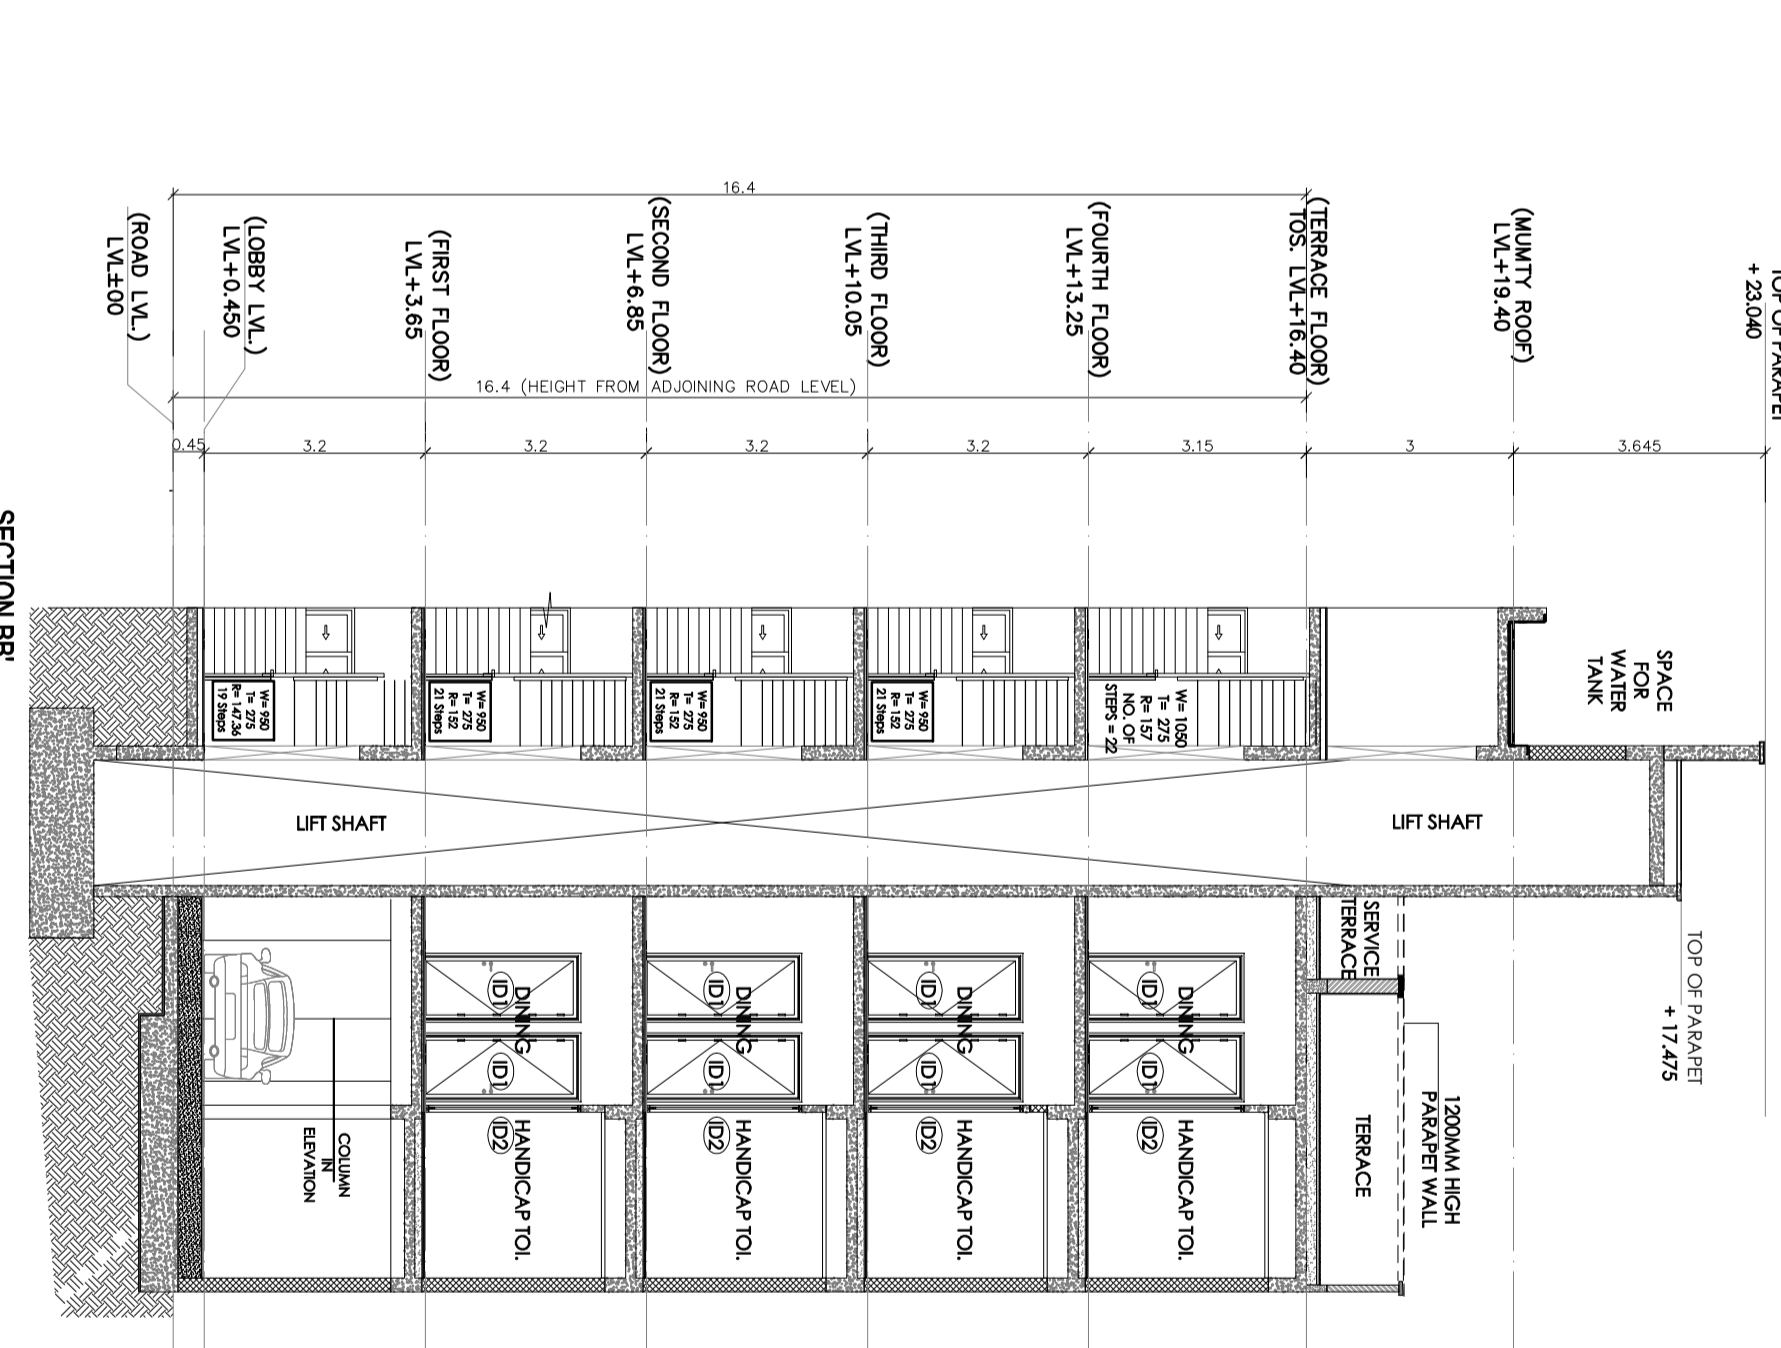 16.4
(ROAD LVL.)
LVL±00
(LOBBY LVL.)
LVL+0.450
(FIRST FLOOR)
LVL+3.65
(SECOND FLOOR)
LVL+6.85
(THIRD FLOOR)
LVL+10.05
(FOURTH FLOOR)
LVL+13.25
(TERRACE FLOOR)
TOS. LVL+16.40
(MUMTY ROOF)
LVL+19.40
TOP OF PARAPET
+ 23.040
16.4 (HEIGHT FROM ADJOINING ROAD LEVEL)
0.45
3.2
3.2
3.2
3.2
3.15
3
3.645
SECTION BB'
W= 950
T= 275
R= 147.36
19 Steps
W= 950
T= 275
R= 152
21 Steps
W= 950
T= 275
R= 152
21 Steps
W= 950
T= 275
R= 152
21 Steps
W= 1050
T= 275
R= 157
NO. OF
STEPS = 22
SPACE
FOR
WATER
TANK
LIFT SHAFT
LIFT SHAFT
SERVICE
TERRACE
TOP OF PARAPET
+ 17.475
DINING
ID1
ID1
DINING
ID1
ID1
DINING
ID1
ID1
DINING
ID1
ID1
COLUMN
IN
ELEVATION
HANDICAP TOI.
ID2
HANDICAP TOI.
ID2
HANDICAP TOI.
ID2
HANDICAP TOI.
ID2
TERRACE
1200MM HIGH
PARAPET WALL